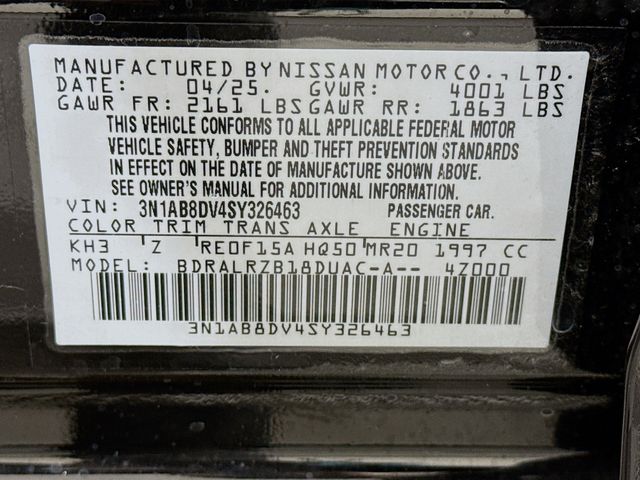 MANUFACTURED BY NISSAN MOTOR CO., LTD.
DATE: 04/25. GVWR: 4001 LBS
GAWR FR: 2161 LBS GAWR RR: 1863 LBS
THIS VEHICLE CONFORMS TO ALL APPLICABLE FEDERAL MOTOR
VEHICLE SAFETY, BUMPER AND THEFT PREVENTION STANDARDS
IN EFFECT ON THE DATE OF MANUFACTURE SHOWN ABOVE.
SEE OWNER'S MANUAL FOR ADDITIONAL INFORMATION.
VIN: 3N1AB8DV4SY326463 PASSENGER CAR.
COLOR TRIM TRANS AXLE ENGINE
KH3 Z RE0F15A HQ50 MR20 1997 CC
MODEL: BDRALRZB18DUAC-A-- 4Z000
3N1AB8DV4SY326463